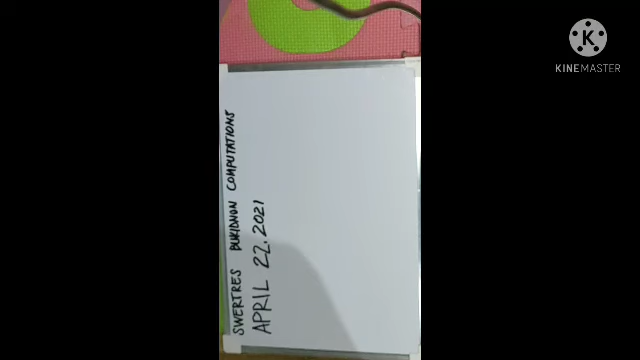 SWERTRES BUKIDNON COMPUTATIONS
APRIL 22, 2021
K
KINEMASTER